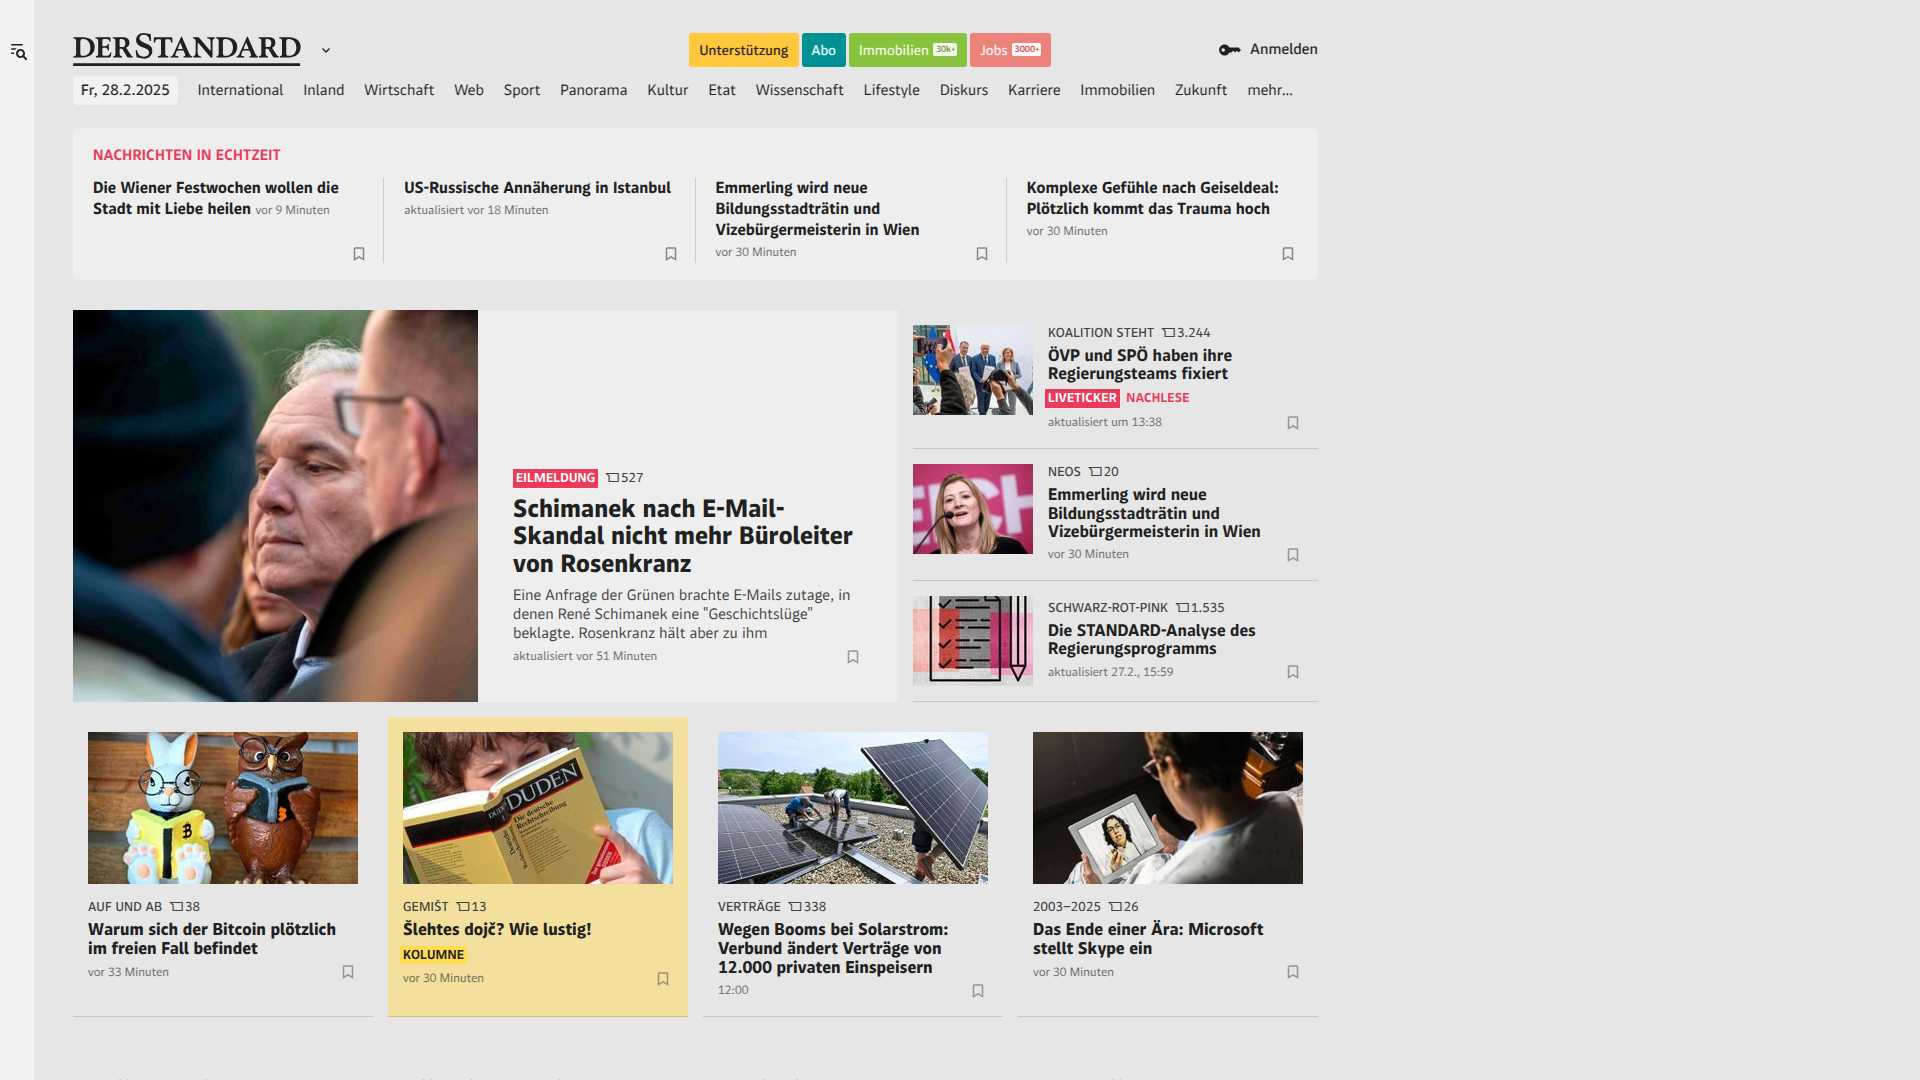 DERSTANDARD
Unterstützung
Abo
Immobilien 30k+
Jobs 3000+
Anmelden
Fr, 28.2.2025
International
Inland
Wirtschaft
Web
Sport
Panorama
Kultur
Etat
Wissenschaft
Lifestyle
Diskurs
Karriere
Immobilien
Zukunft
mehr...
NACHRICHTEN IN ECHTZEIT
Die Wiener Festwochen wollen die
Stadt mit Liebe heilen vor 9 Minuten
US-Russische Annäherung in Istanbul
aktualisiert vor 18 Minuten
Emmerling wird neue
Bildungsstadträtin und
Vizebürgermeisterin in Wien
vor 30 Minuten
Komplexe Gefühle nach Geiseldeal:
Plötzlich kommt das Trauma hoch
vor 30 Minuten
EILMELDUNG 527
Schimanek nach E-Mail-
Skandal nicht mehr Büroleiter
von Rosenkranz
Eine Anfrage der Grünen brachte E-Mails zutage, in
denen René Schimanek eine "Geschichtslüge"
beklagte. Rosenkranz hält aber zu ihm
aktualisiert vor 51 Minuten
KOALITION STEHT 3.244
ÖVP und SPÖ haben ihre
Regierungsteams fixiert
LIVETICKER NACHLESE
aktualisiert um 13:38
NEOS 20
Emmerling wird neue
Bildungsstadträtin und
Vizebürgermeisterin in Wien
vor 30 Minuten
SCHWARZ-ROT-PINK 1.535
Die STANDARD-Analyse des
Regierungsprogramms
aktualisiert 27.2., 15:59
AUF UND AB 38
Warum sich der Bitcoin plötzlich
im freien Fall befindet
vor 33 Minuten
DUDEN
Die deutsche
Rechtschreibung
GEMIŠT 13
Šlehtes dojč? Wie lustig!
KOLUMNE
vor 30 Minuten
VERTRÄGE 338
Wegen Booms bei Solarstrom:
Verbund ändert Verträge von
12.000 privaten Einspeisern
12:00
2003–2025 26
Das Ende einer Ära: Microsoft
stellt Skype ein
vor 30 Minuten